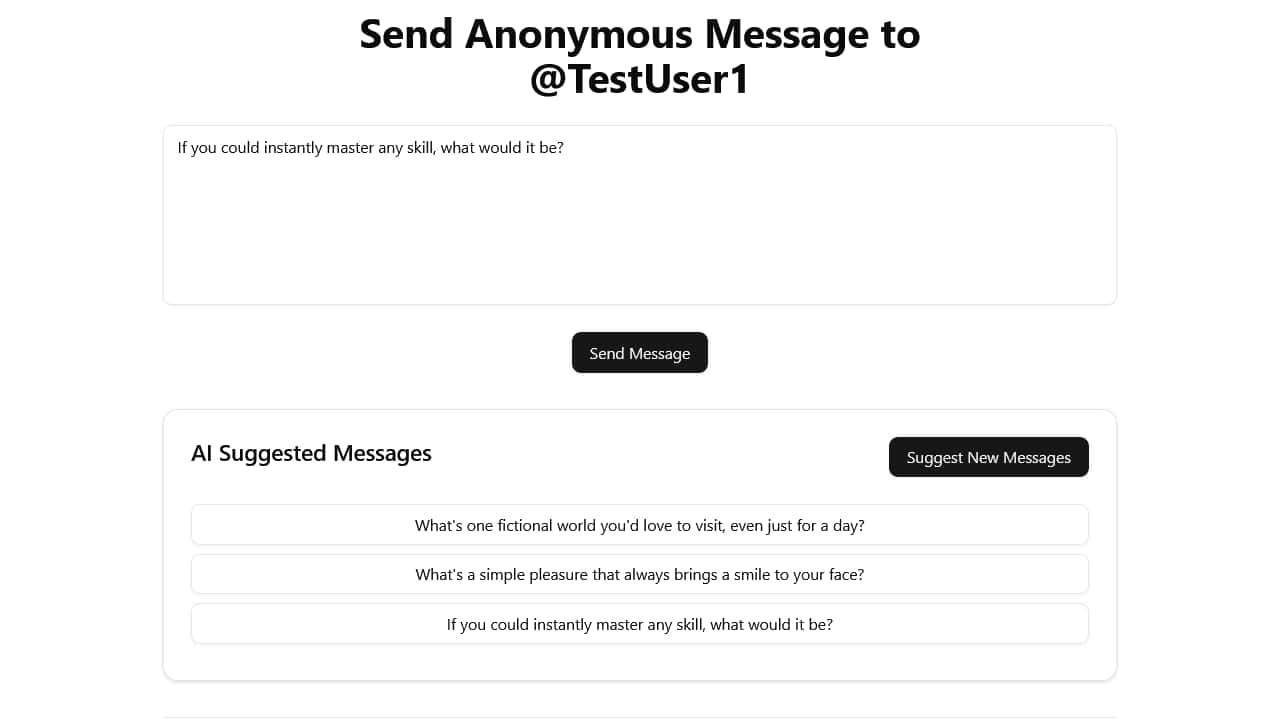 Send Anonymous Message to
@TestUser1
If you could instantly master any skill, what would it be?
Send Message
AI Suggested Messages
Suggest New Messages
What's one fictional world you'd love to visit, even just for a day?
What's a simple pleasure that always brings a smile to your face?
If you could instantly master any skill, what would it be?